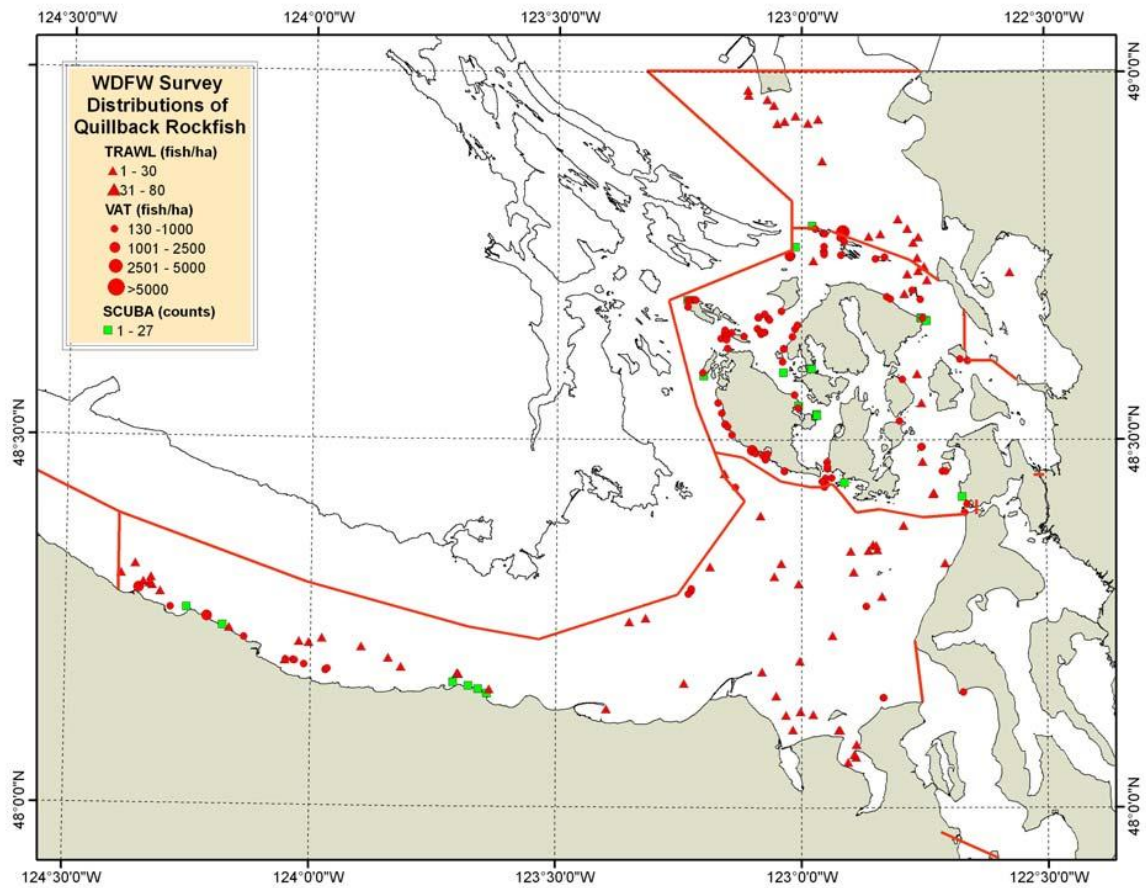 124°30'0"W 124°0'0"W 123°30'0"W 123°0'0"W 122°30'0"W
WDFW Survey
Distributions of
Quillback Rockfish
TRAWL (fish/ha)
1 - 30
31 - 80
VAT (fish/ha)
130 -1000
1001 - 2500
2501 - 5000
>5000
SCUBA (counts)
1 - 27
49°0'0"N
48°30'0"N
48°0'0"N
49°0'0"N
48°30'0"N
48°0'0"N
124°30'0"W 124°0'0"W 123°30'0"W 123°0'0"W 122°30'0"W